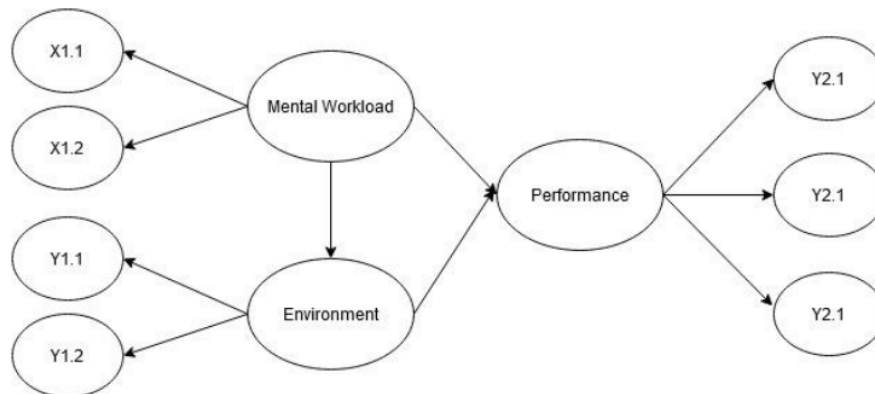 X1.1
X1.2
Mental Workload
Y1.1
Y1.2
Environment
Performance
Y2.1
Y2.1
Y2.1